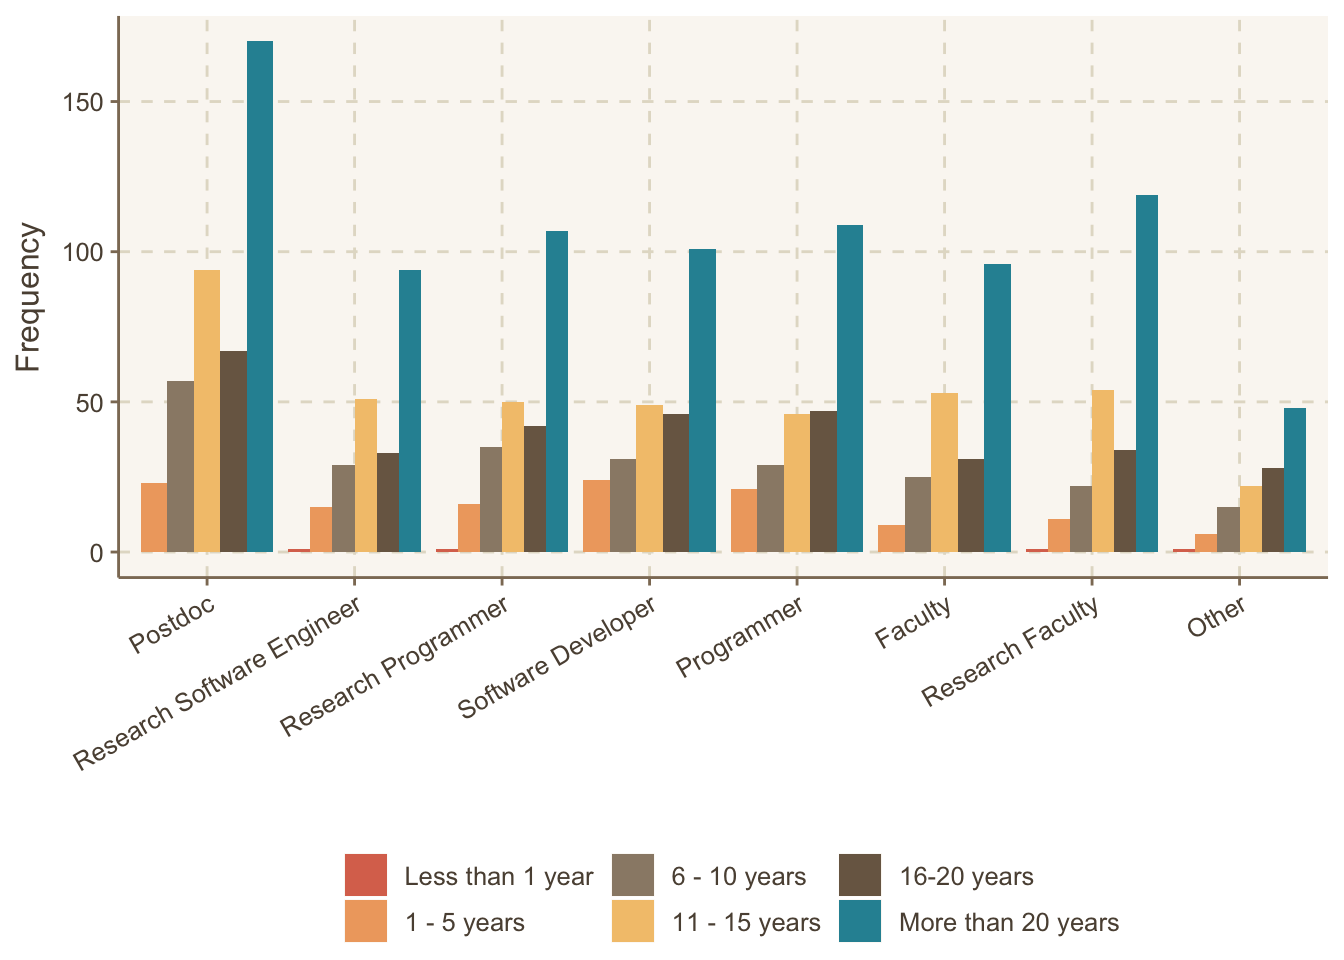 Frequency
150
100
50
0
Postdoc
Research Software Engineer
Research Programmer
Software Developer
Programmer
Faculty
Research Faculty
Other
Less than 1 year
6 - 10 years
16-20 years
1 - 5 years
11 - 15 years
More than 20 years